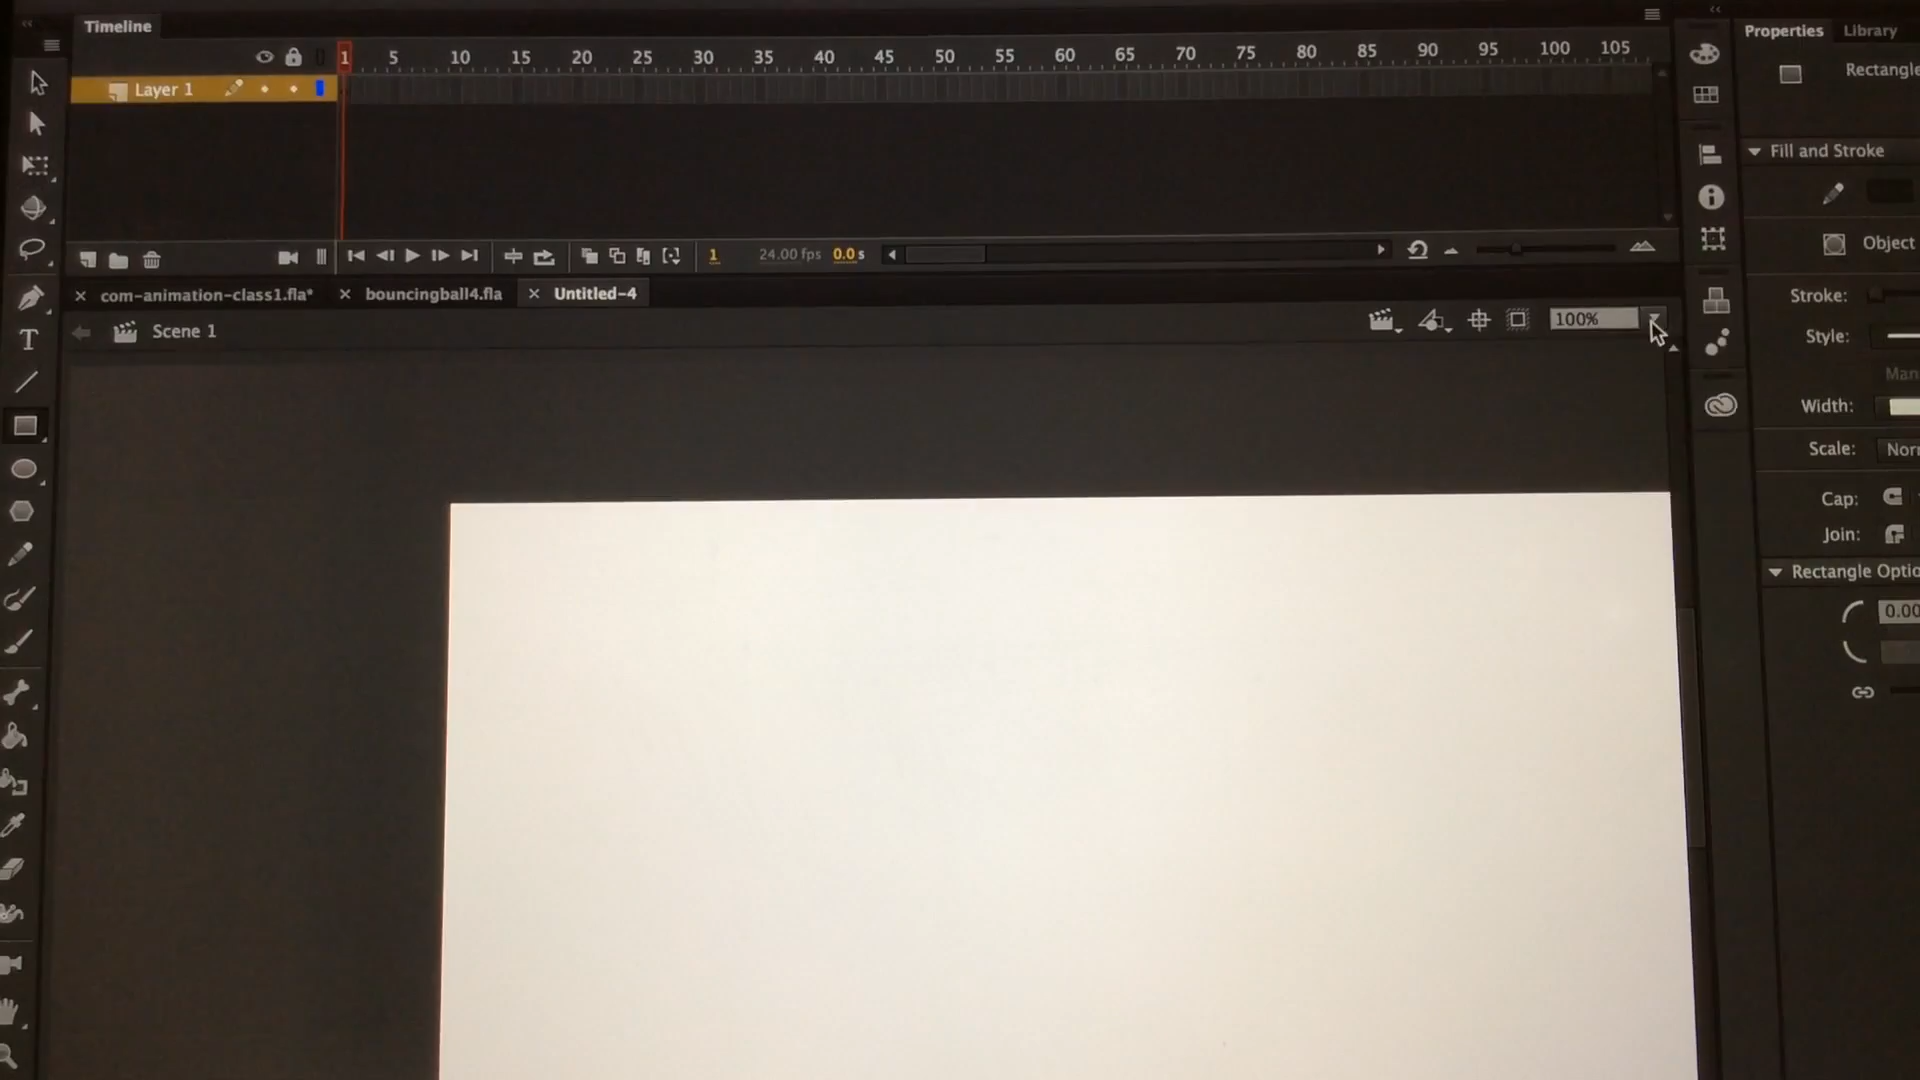 Timeline
Properties Library
1 5 10 15 20 25 30 35 40 45 50 55 60 65 70 75 80 85 90 95 100 105
Rectangle
Layer 1
Fill and Stroke
1 24.00 fps 0.0 s
Object
com-animation-class1.fla* bouncingball4.fla Untitled-4
Stroke:
Scene 1
100%
Style:
Width:
Scale:
Cap:
Join:
Rectangle
0.00
T